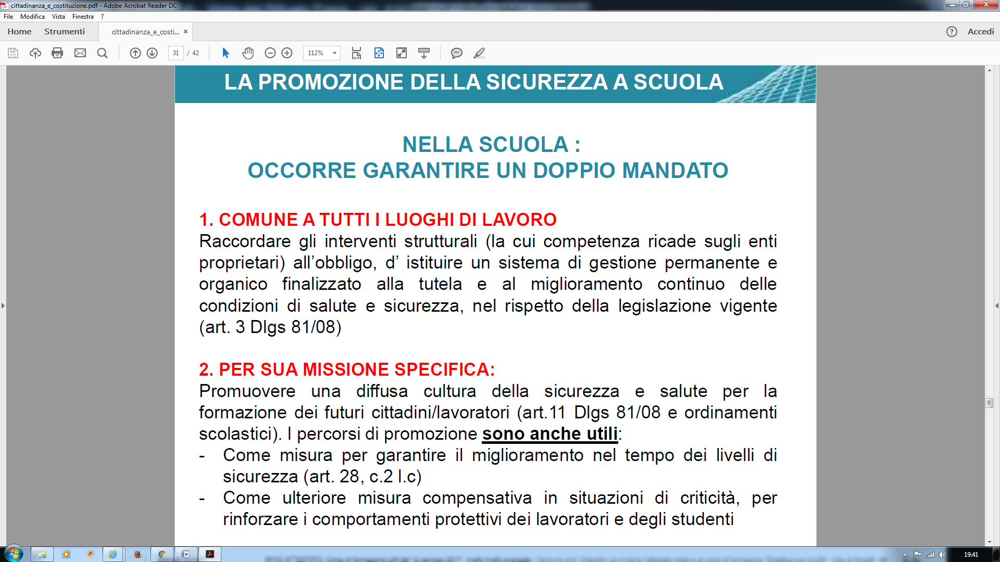 cittadinanza_e_costituzione.pdf - Adobe Acrobat Reader DC
File Modifica Vista Finestra ?
Home Strumenti cittadinanza_e_costi... × ? Accedi
31 / 42 112%
LA PROMOZIONE DELLA SICUREZZA A SCUOLA
NELLA SCUOLA :
OCCORRE GARANTIRE UN DOPPIO MANDATO
1. COMUNE A TUTTI I LUOGHI DI LAVORO
Raccordare gli interventi strutturali (la cui competenza ricade sugli enti
proprietari) all’obbligo, d’ istituire un sistema di gestione permanente e
organico finalizzato alla tutela e al miglioramento continuo delle
condizioni di salute e sicurezza, nel rispetto della legislazione vigente
(art. 3 Dlgs 81/08)
2. PER SUA MISSIONE SPECIFICA:
Promuovere una diffusa cultura della sicurezza e salute per la
formazione dei futuri cittadini/lavoratori (art.11 Dlgs 81/08 e ordinamenti
scolastici). I percorsi di promozione sono anche utili:
- Come misura per garantire il miglioramento nel tempo dei livelli di
sicurezza (art. 28, c.2 l.c)
- Come ulteriore misura compensativa in situazioni di criticità, per
rinforzare i comportamenti protettivi dei lavoratori e degli studenti
19:41